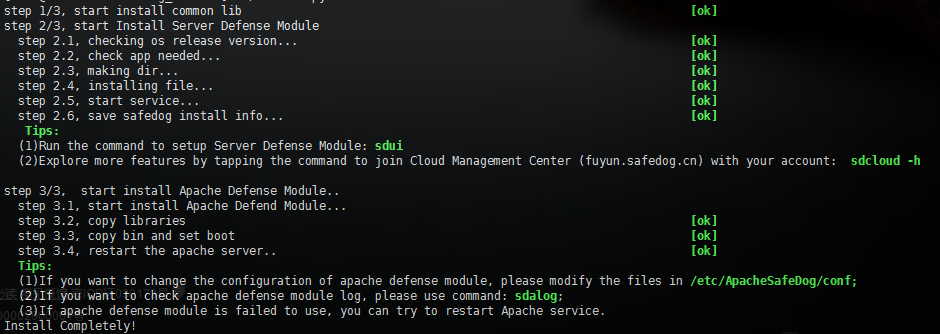 step 1/3, start install common lib [ok]
step 2/3, start Install Server Defense Module
step 2.1, checking os release version... [ok]
step 2.2, check app needed... [ok]
step 2.3, making dir... [ok]
step 2.4, installing file... [ok]
step 2.5, start service... [ok]
step 2.6, save safedog install info... [ok]
Tips:
(1)Run the command to setup Server Defense Module: sdui
(2)Explore more features by tapping the command to join Cloud Management Center (fuyun.safedog.cn) with your account: sdcloud -h
step 3/3, start install Apache Defense Module..
step 3.1, start install Apache Defend Module...
step 3.2, copy libraries [ok]
step 3.3, copy bin and set boot [ok]
step 3.4, restart the apache server.. [ok]
Tips:
(1)If you want to change the configuration of apache defense module, please modify the files in /etc/ApacheSafeDog/conf;
(2)If you want to check apache defense module log, please use command: sdalog;
(3)If apache defense module is failed to use, you can try to restart Apache service.
Install Completely!